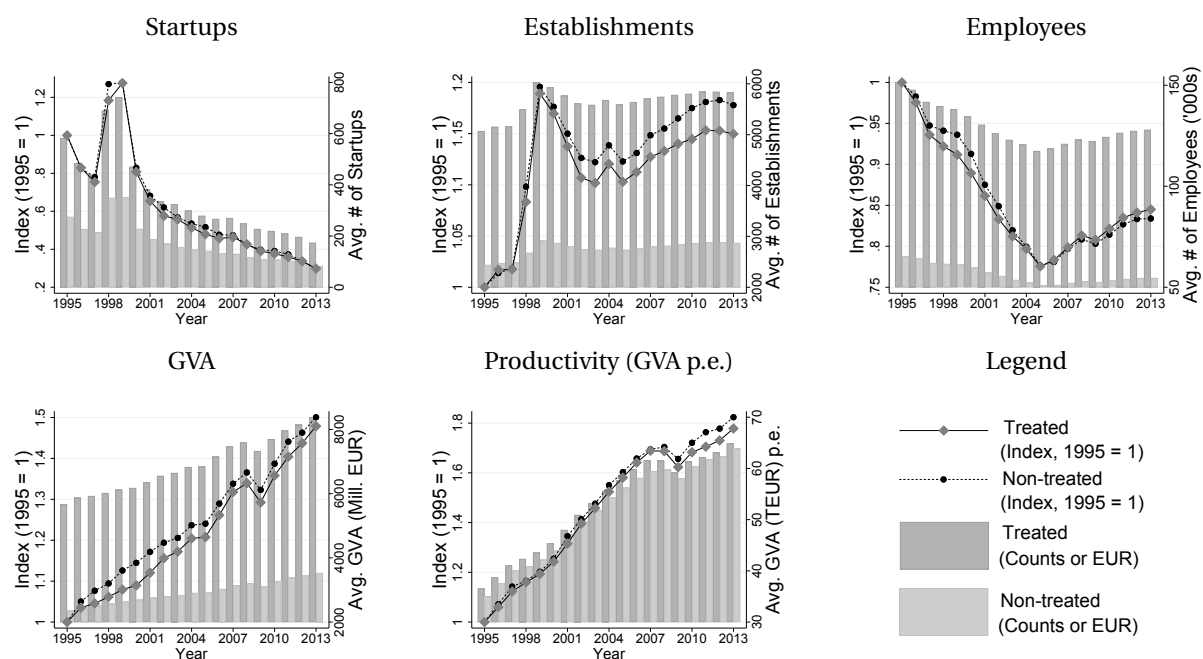 Startups
Index (1995 = 1)
.2 .4 .6 .8 1 1.2
0 200 400 600 800
Avg. # of Startups
1995 1998 2001 2004 2007 2010 2013
Year
Establishments
Index (1995 = 1)
1 1.05 1.1 1.15 1.2
2000 3000 4000 5000 6000
Avg. # of Establishments
1995 1998 2001 2004 2007 2010 2013
Year
Employees
Index (1995 = 1)
.75 .8 .85 .9 .95 1
50 100 150
Avg. # of Employees ('000s)
1995 1998 2001 2004 2007 2010 2013
Year
GVA
Index (1995 = 1)
1 1.1 1.2 1.3 1.4 1.5
2000 4000 6000 8000
Avg. GVA (Mill. EUR)
1995 1998 2001 2004 2007 2010 2013
Year
Productivity (GVA p.e.)
Index (1995 = 1)
1 1.2 1.4 1.6 1.8
30 40 50 60 70
Avg. GVA (TEUR) p.e.
1995 1998 2001 2004 2007 2010 2013
Year
Legend
Treated
(Index, 1995 = 1)
Non-treated
(Index, 1995 = 1)
Treated
(Counts or EUR)
Non-treated
(Counts or EUR)